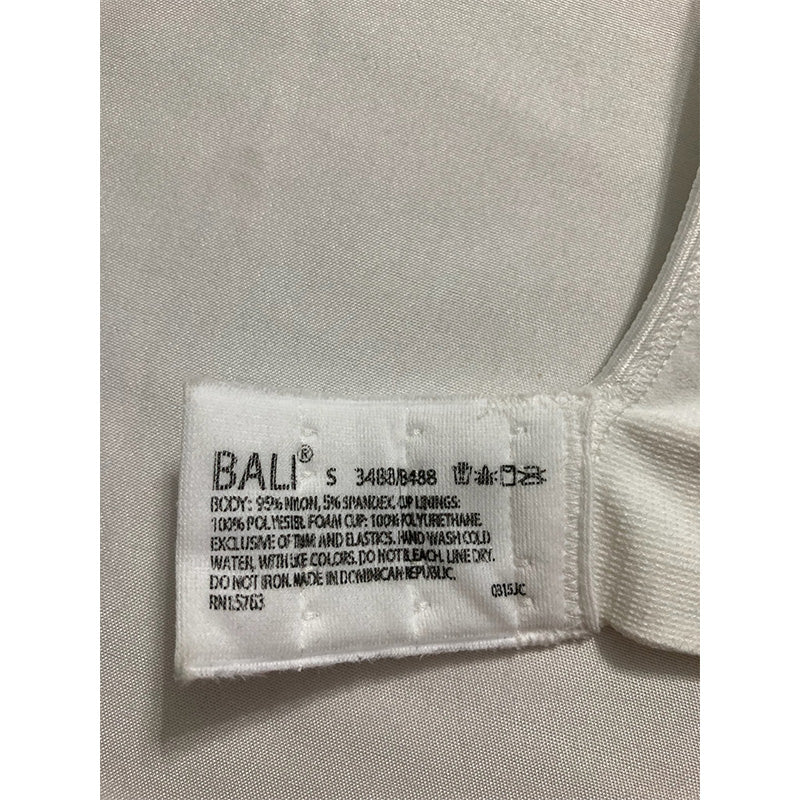 BALI® S 3488/B488
BODY: 95% NYLON, 5% SPANDEX, CUP LININGS:
100% POLYESTER. FOAM CUP: 100% POLYURETHANE.
EXCLUSIVE OF TRIM AND ELASTICS. HAND WASH COLD
WATER, WITH LIKE COLORS. DO NOT BLEACH. LINE DRY.
DO NOT IRON. MADE IN DOMINICAN REPUBLIC.
RN15763 0315JC